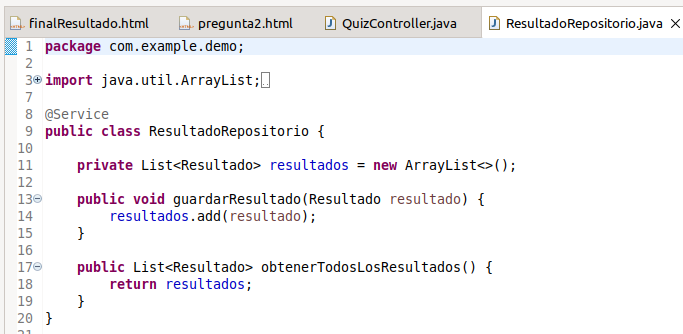 finalResultado.html pregunta2.html QuizController.java ResultadoRepositorio.java
1 package com.example.demo;
2
3 import java.util.ArrayList;
7
8 @Service
9 public class ResultadoRepositorio {
10
11 private List<Resultado> resultados = new ArrayList<>();
12
13 public void guardarResultado(Resultado resultado) {
14 resultados.add(resultado);
15 }
16
17 public List<Resultado> obtenerTodosLosResultados() {
18 return resultados;
19 }
20 }
21